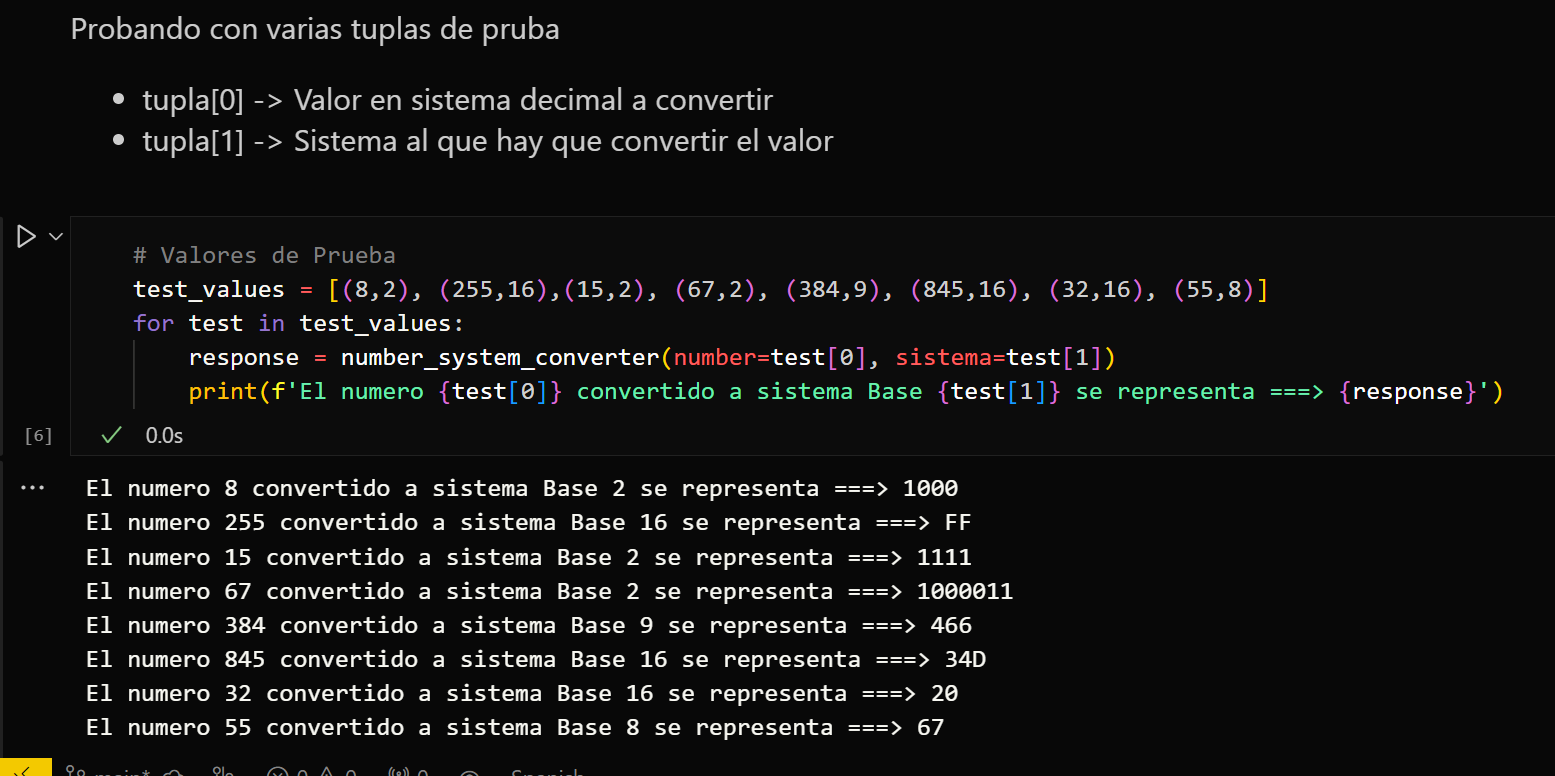 Probando con varias tuplas de pruba
• tupla[0] -> Valor en sistema decimal a convertir
• tupla[1] -> Sistema al que hay que convertir el valor
# Valores de Prueba
test_values = [(8,2), (255,16),(15,2), (67,2), (384,9), (845,16), (32,16), (55,8)]
for test in test_values:
    response = number_system_converter(number=test[0], sistema=test[1])
    print(f'El numero {test[0]} convertido a sistema Base {test[1]} se representa ===> {response}')
[6] 0.0s
El numero 8 convertido a sistema Base 2 se representa ===> 1000
El numero 255 convertido a sistema Base 16 se representa ===> FF
El numero 15 convertido a sistema Base 2 se representa ===> 1111
El numero 67 convertido a sistema Base 2 se representa ===> 1000011
El numero 384 convertido a sistema Base 9 se representa ===> 466
El numero 845 convertido a sistema Base 16 se representa ===> 34D
El numero 32 convertido a sistema Base 16 se representa ===> 20
El numero 55 convertido a sistema Base 8 se representa ===> 67
main* 0 0 0 Spanish